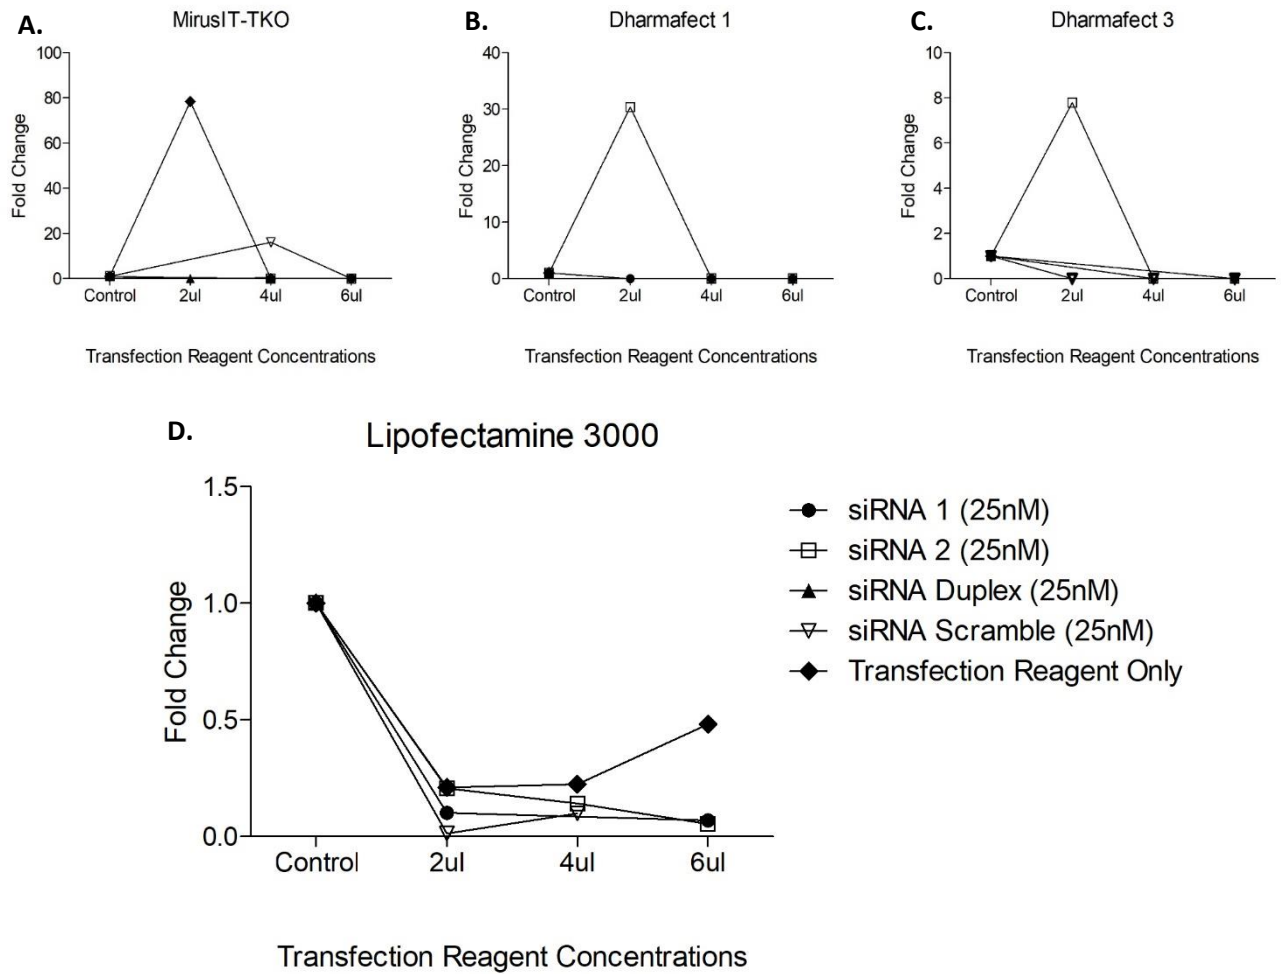 A.
MirusIT-TKO
100
80
60
40
20
0
Fold Change
Control 2ul 4ul 6ul
Transfection Reagent Concentrations
B.
Dharmafect 1
40
30
20
10
0
Fold Change
Control 2ul 4ul 6ul
Transfection Reagent Concentrations
C.
Dharmafect 3
10
8
6
4
2
0
Fold Change
Control 2ul 4ul 6ul
Transfection Reagent Concentrations
D.
Lipofectamine 3000
1.5
1.0
0.5
0.0
Fold Change
Control 2ul 4ul 6ul
Transfection Reagent Concentrations
siRNA 1 (25nM)
siRNA 2 (25nM)
siRNA Duplex (25nM)
siRNA Scramble (25nM)
Transfection Reagent Only